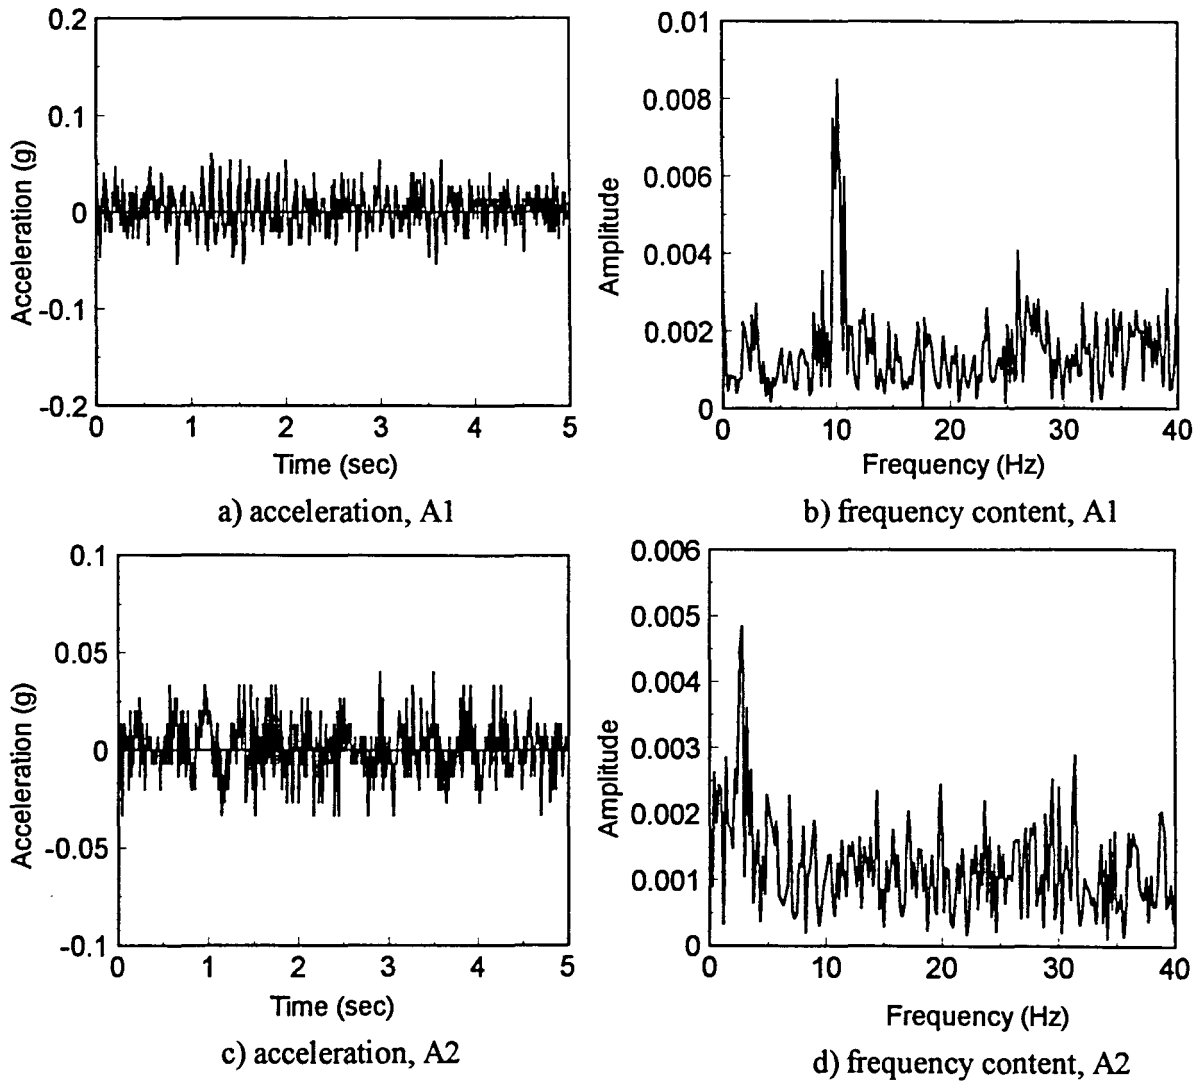 0.2
0.1
0
-0.1
-0.2
Acceleration (g)
0 1 2 3 4 5
Time (sec)
a) acceleration, A1
0.01
0.008
0.006
0.004
0.002
0
Amplitude
0 10 20 30 40
Frequency (Hz)
b) frequency content, A1
0.1
0.05
0
-0.05
-0.1
Acceleration (g)
0 1 2 3 4 5
Time (sec)
c) acceleration, A2
0.006
0.005
0.004
0.003
0.002
0.001
0
Amplitude
0 10 20 30 40
Frequency (Hz)
d) frequency content, A2